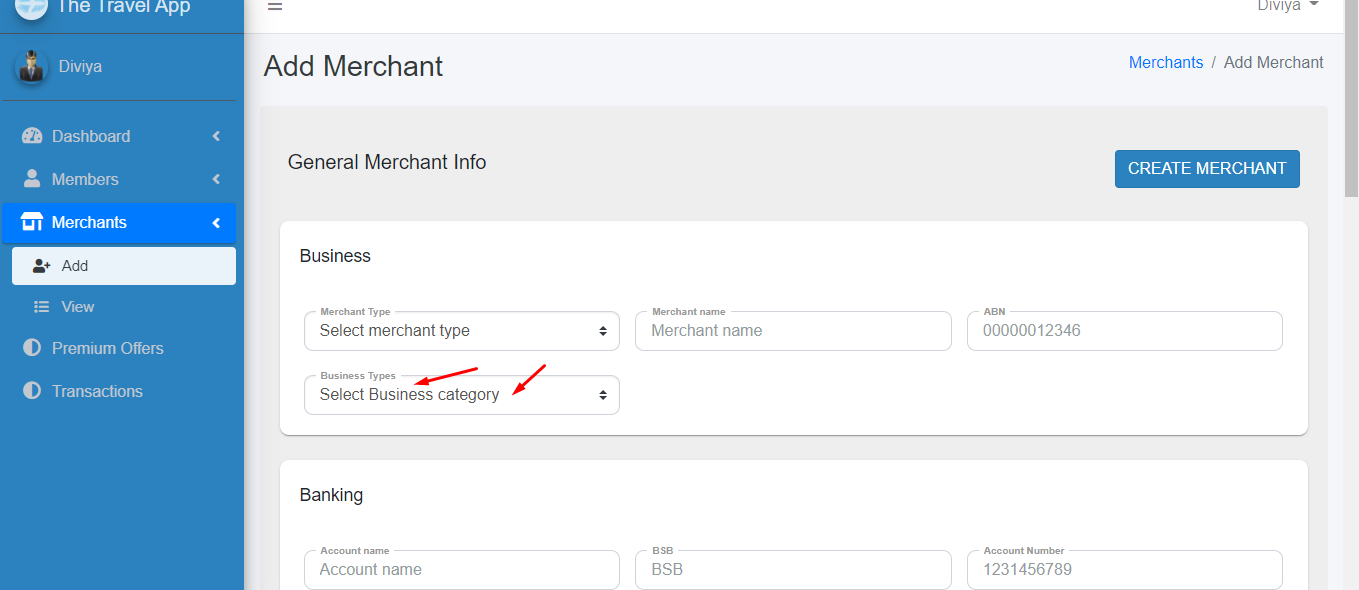 The Travel App
Diviya
Diviya
Dashboard
Members
Merchants
Add
View
Premium Offers
Transactions
Add Merchant
Merchants / Add Merchant
General Merchant Info
CREATE MERCHANT
Business
Merchant Type
Select merchant type
Merchant name
Merchant name
ABN
00000012346
Business Types
Select Business category
Banking
Account name
Account name
BSB
BSB
Account Number
1231456789